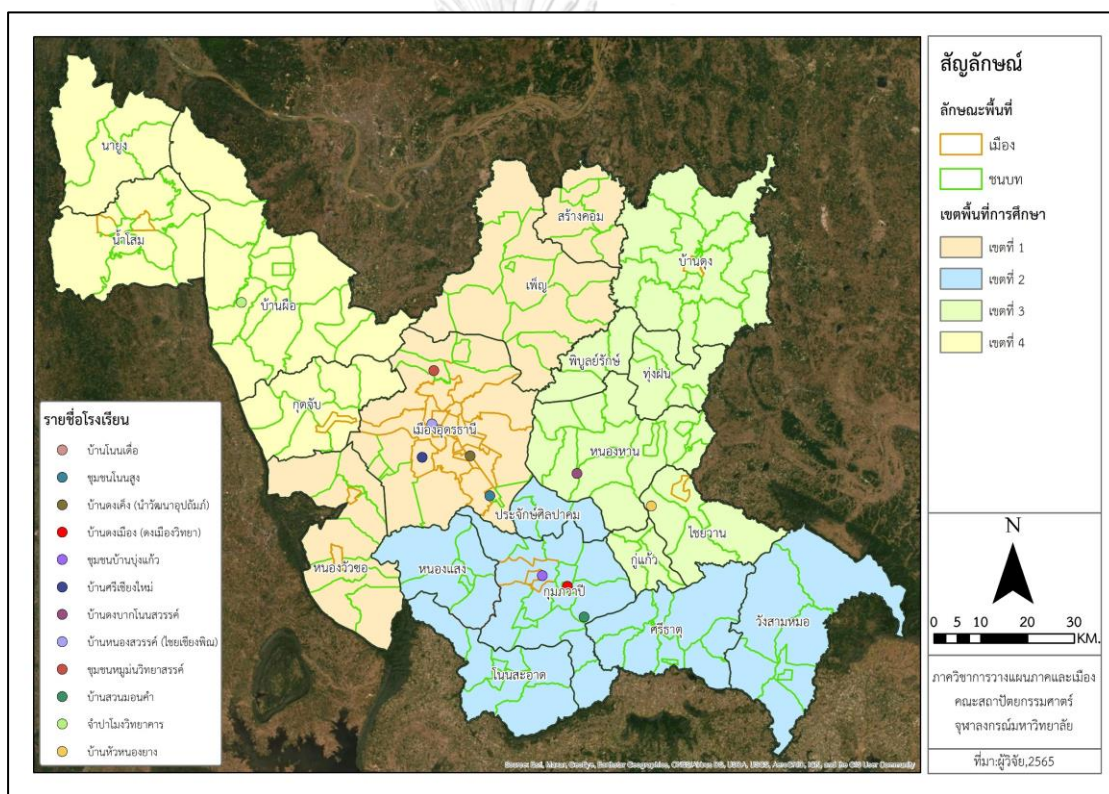 นายูง
น้ำโสม
บ้านผือ
สร้างคอม
เพ็ญ
บ้านดุง
พิบูลย์รักษ์
ทุ่งฝน
กุดจับ
เมืองอุดรธานี
หนองหาน
ประจักษ์ศิลปาคม
ไชยวาน
กู่แก้ว
หนองวัวซอ
หนองแสง
กุมภวาปี
ศรีธาตุ
วังสามหมอ
โนนสะอาด
รายชื่อโรงเรียน
บ้านโนนเดื่อ
ชุมชนโนนสูง
บ้านดงเค็ง (นำวัฒนาอุปถัมภ์)
บ้านดงเมือง (ดงเมืองวิทยา)
ชุมชนบ้านบุ่งแก้ว
บ้านศรีเชียงใหม่
บ้านดงบากโนนสวรรค์
บ้านหนองสวรรค์ (ไชยเชียงพิณ)
ชุมชนหมูม่นวิทยาสรรค์
บ้านสวนมอนคำ
จำปาโมงวิทยาคาร
บ้านหัวหนองยาง
สัญลักษณ์
ลักษณะพื้นที่
เมือง
ชนบท
เขตพื้นที่การศึกษา
เขตที่ 1
เขตที่ 2
เขตที่ 3
เขตที่ 4
N
0 5 10 20 30
KM.
ภาควิชาการวางแผนภาคและเมือง
คณะสถาปัตยกรรมศาตร์
จุฬาลงกรณ์มหาวิทยาลัย
ที่มา:ผู้วิจัย,2565
Sources: Esri, Maxar, GeoEye, Earthstar Geographics, CNES/Airbus DS, USDA, USGS, AeroGRID, IGN, and the GIS User Community